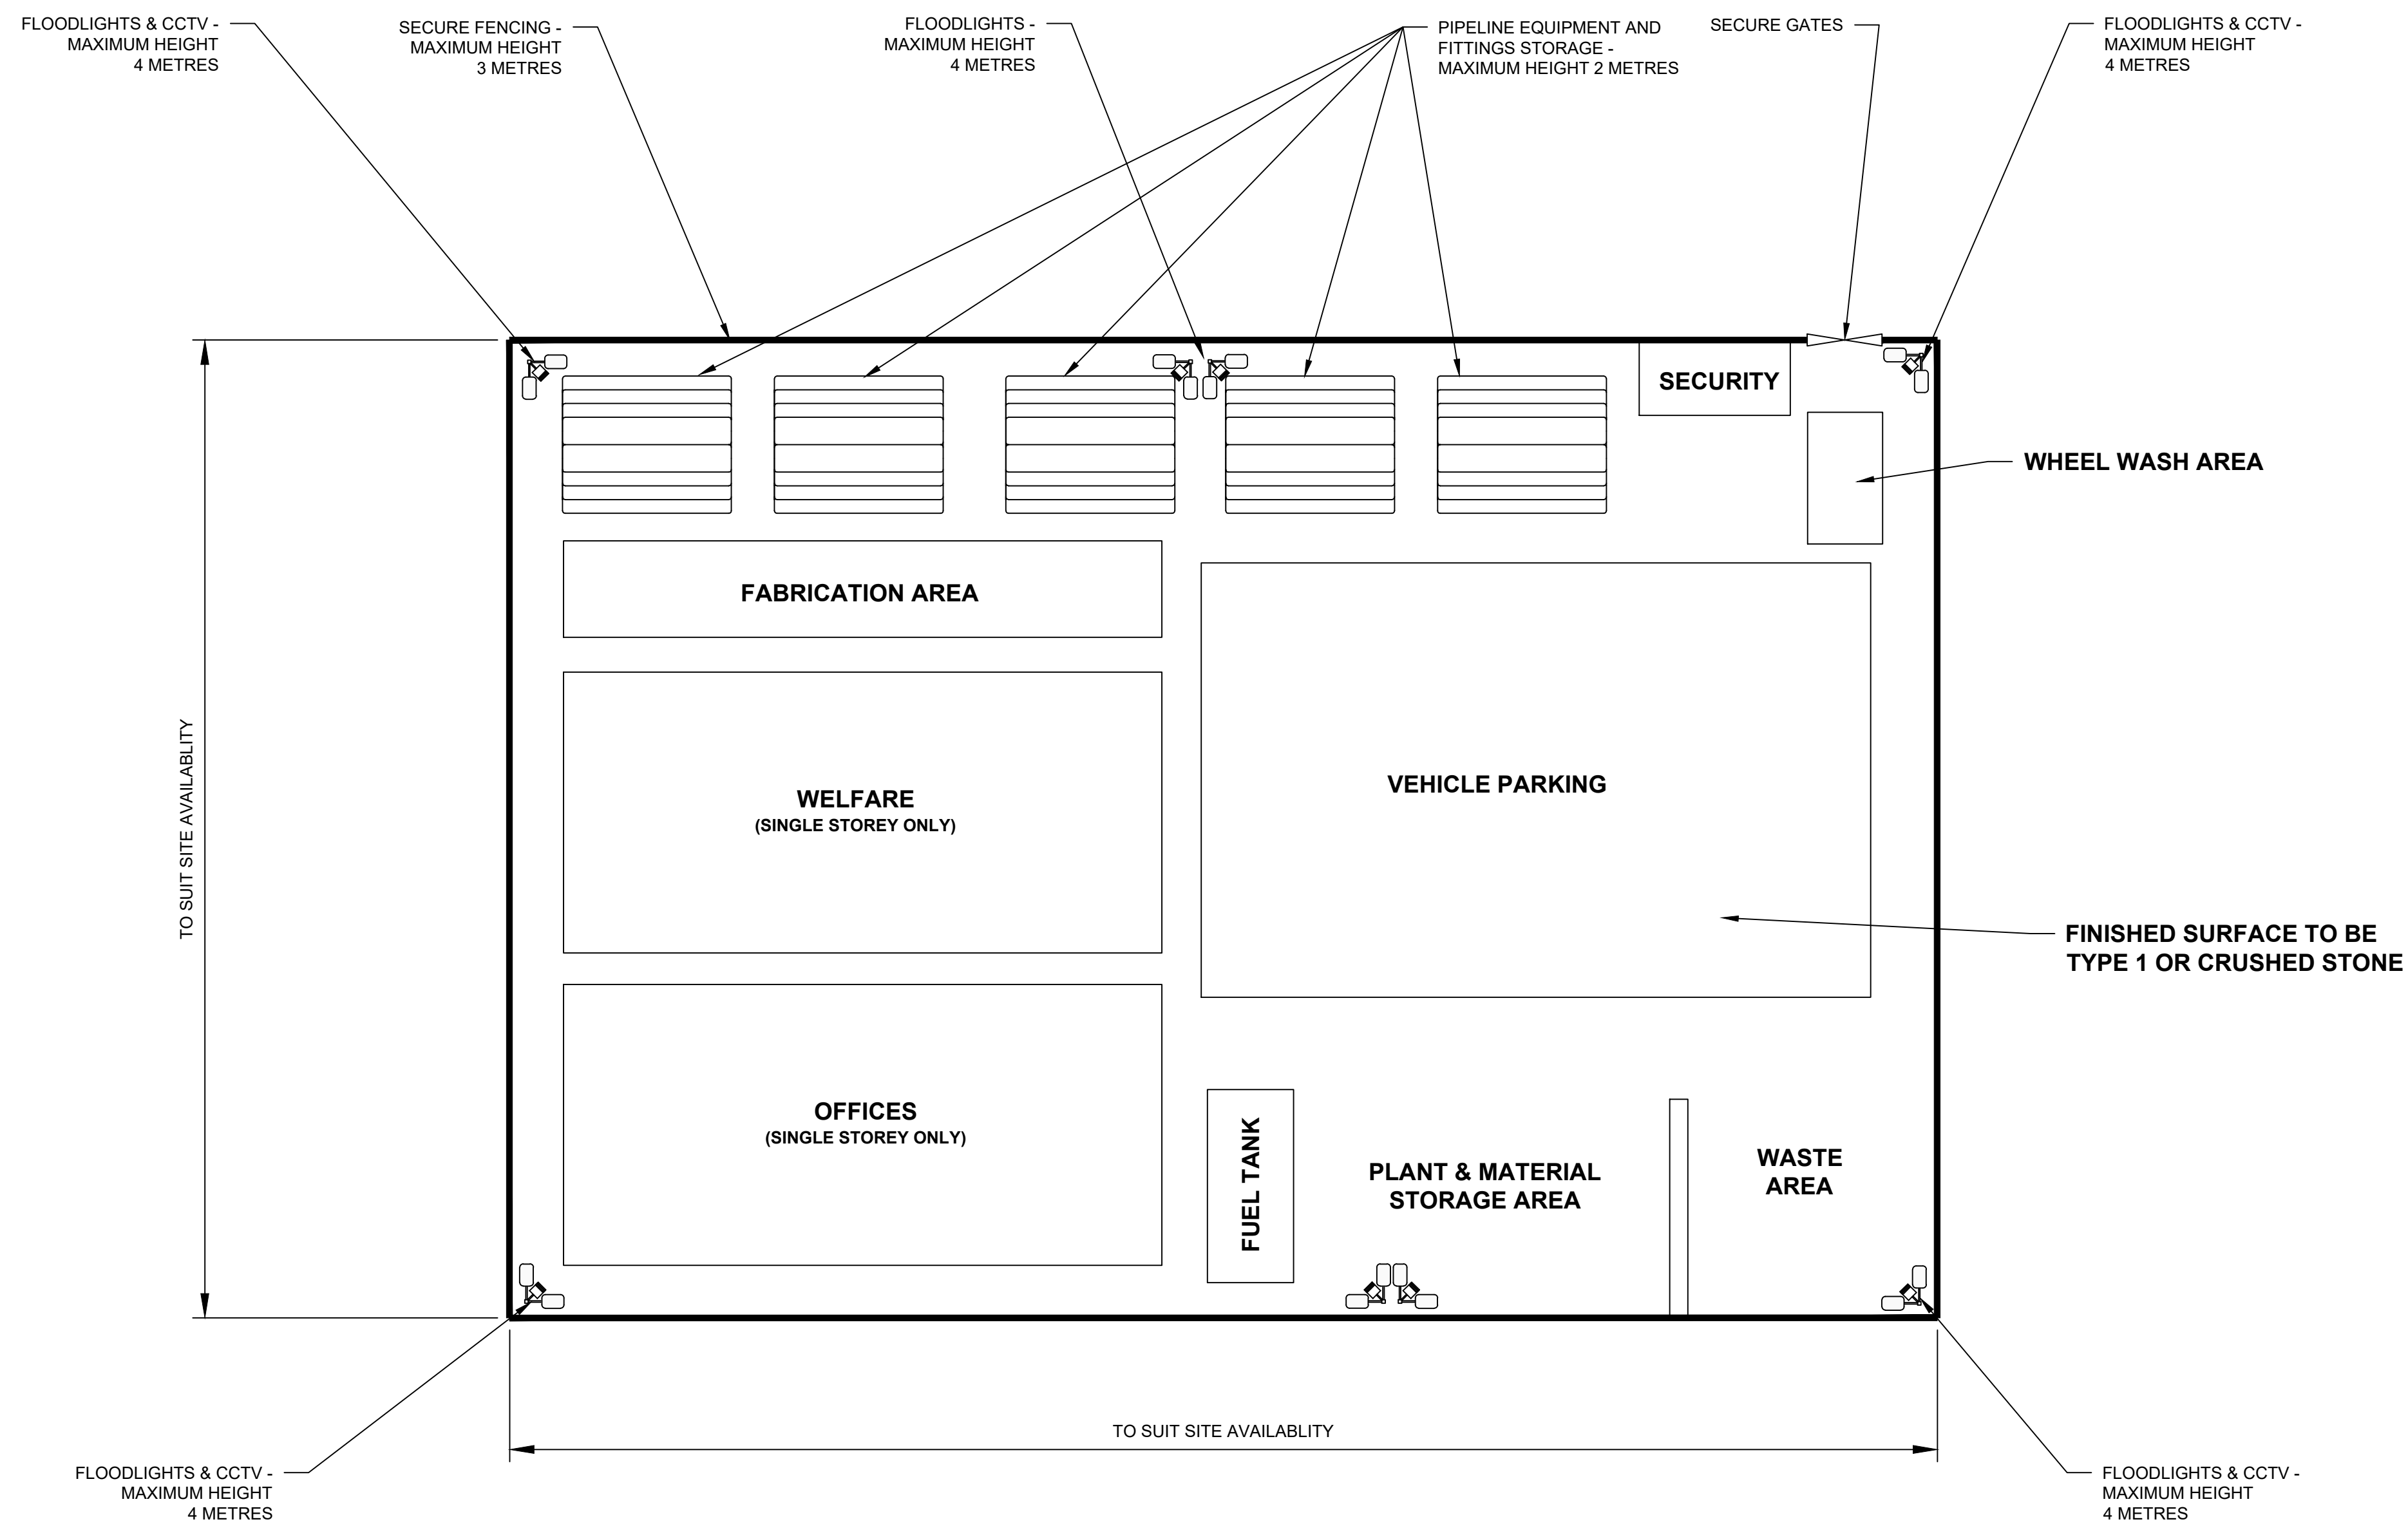 FLOODLIGHTS & CCTV -
MAXIMUM HEIGHT
4 METRES
SECURE FENCING -
MAXIMUM HEIGHT
3 METRES
FLOODLIGHTS -
MAXIMUM HEIGHT
4 METRES
PIPELINE EQUIPMENT AND
FITTINGS STORAGE -
MAXIMUM HEIGHT 2 METRES
SECURE GATES
FLOODLIGHTS & CCTV -
MAXIMUM HEIGHT
4 METRES
SECURITY
WHEEL WASH AREA
FABRICATION AREA
VEHICLE PARKING
WELFARE
(SINGLE STOREY ONLY)
TO SUIT SITE AVAILABLITY
FINISHED SURFACE TO BE
TYPE 1 OR CRUSHED STONE
OFFICES
(SINGLE STOREY ONLY)
FUEL TANK
PLANT & MATERIAL
STORAGE AREA
WASTE
AREA
TO SUIT SITE AVAILABLITY
FLOODLIGHTS & CCTV -
MAXIMUM HEIGHT
4 METRES
FLOODLIGHTS & CCTV -
MAXIMUM HEIGHT
4 METRES